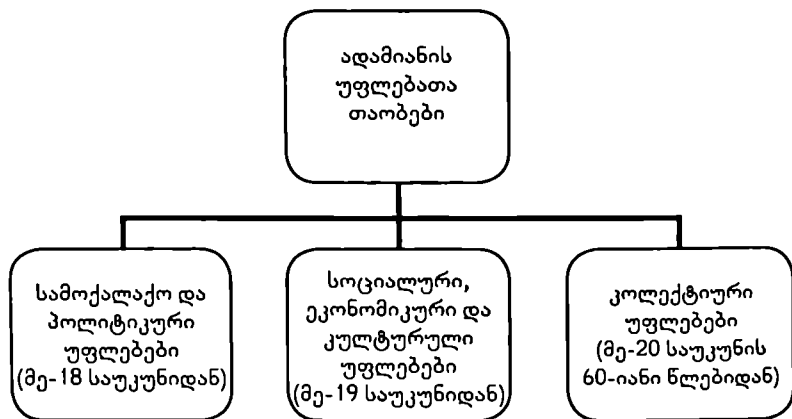 ადამიანის
უფლებათა
თაობები
სამოქალაქო და
პოლიტიკური
უფლებები
(მე-18 საუკუნიდან)
სოციალური,
ეკონომიკური და
კულტურული
უფლებები
(მე-19 საუკუნიდან)
კოლექტიური
უფლებები
(მე-20 საუკუნის
60-იანი წლებიდან)